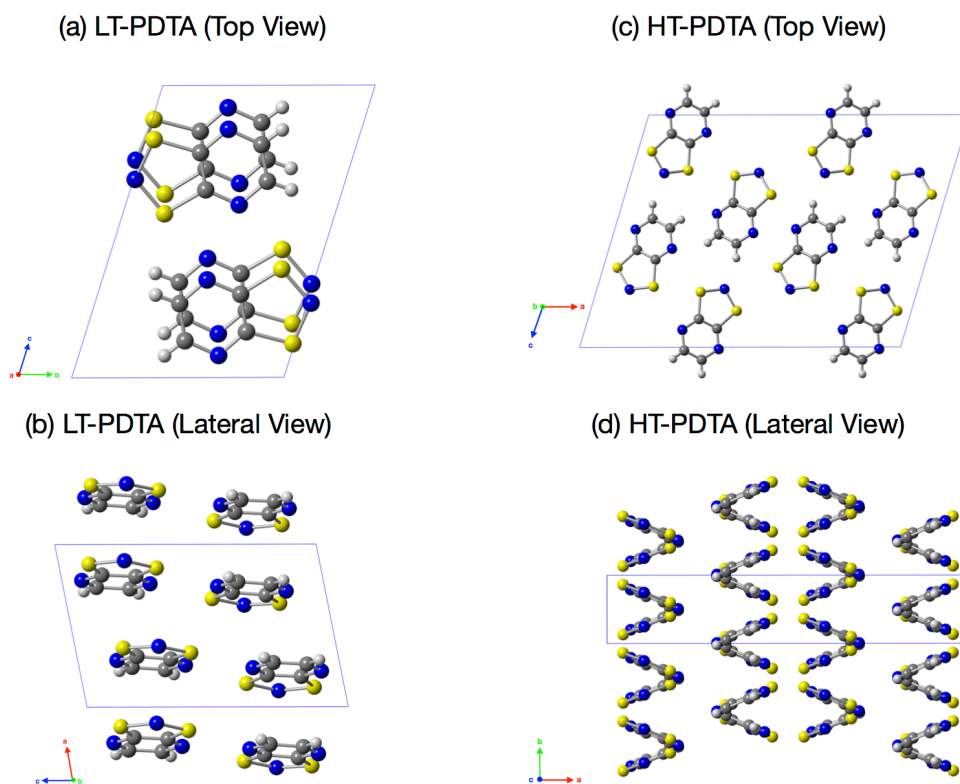 (a) LT-PDTA (Top View)
(c) HT-PDTA (Top View)
c
a
b
b
a
c
(b) LT-PDTA (Lateral View)
(d) HT-PDTA (Lateral View)
a
c
b
b
c
a